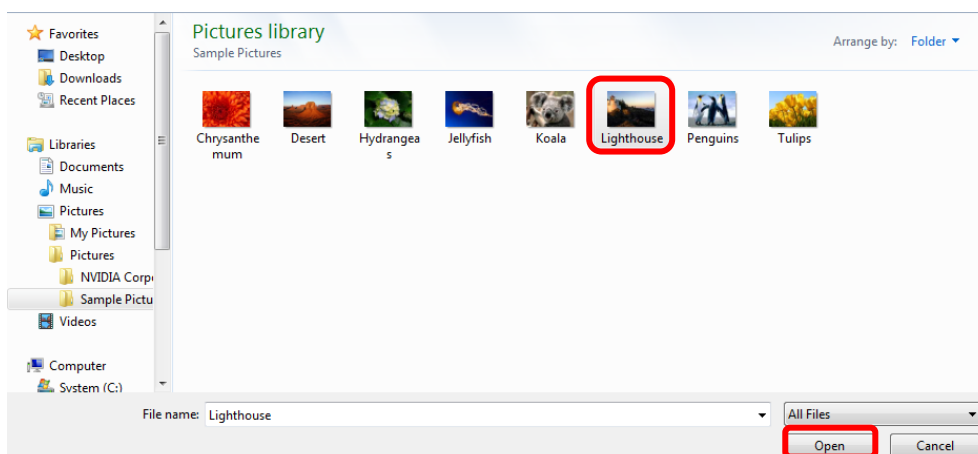 Favorites
Desktop
Downloads
Recent Places
Libraries
Documents
Music
Pictures
My Pictures
Pictures
NVIDIA Corp
Sample Pictu
Videos
Computer
System (C:)
Pictures library
Sample Pictures
Arrange by: Folder
Chrysanthe
mum
Desert
Hydrangea
s
Jellyfish
Koala
Lighthouse
Penguins
Tulips
File name: Lighthouse
All Files
Open Cancel